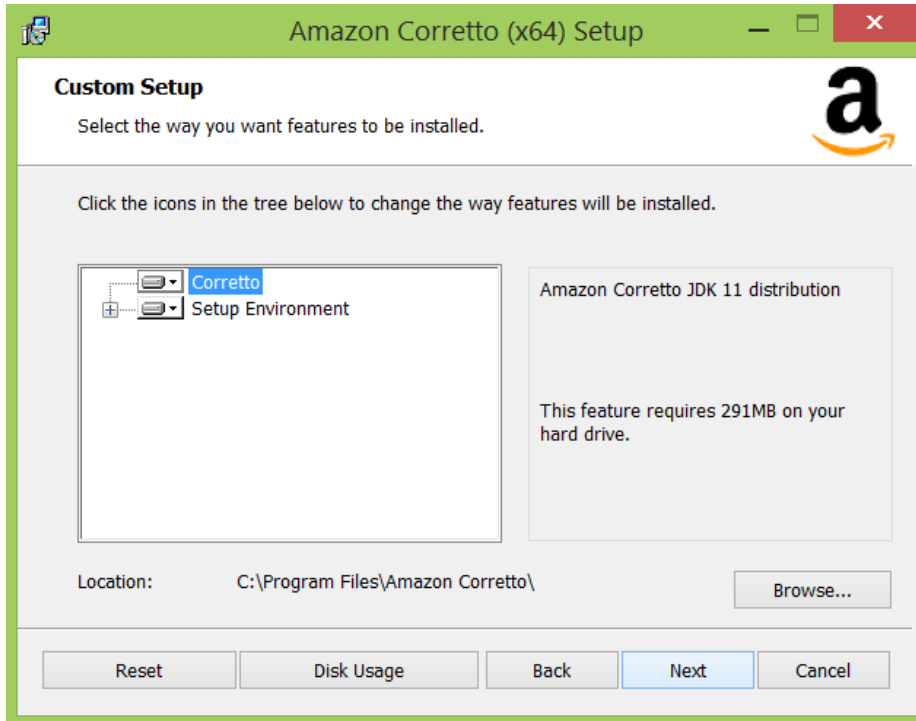 Amazon Corretto (x64) Setup
Custom Setup
Select the way you want features to be installed.
a
Click the icons in the tree below to change the way features will be installed.
Corretto
Setup Environment
Amazon Corretto JDK 11 distribution
This feature requires 291MB on your
hard drive.
Location: C:\Program Files\Amazon Corretto\
Browse...
Reset Disk Usage Back Next Cancel